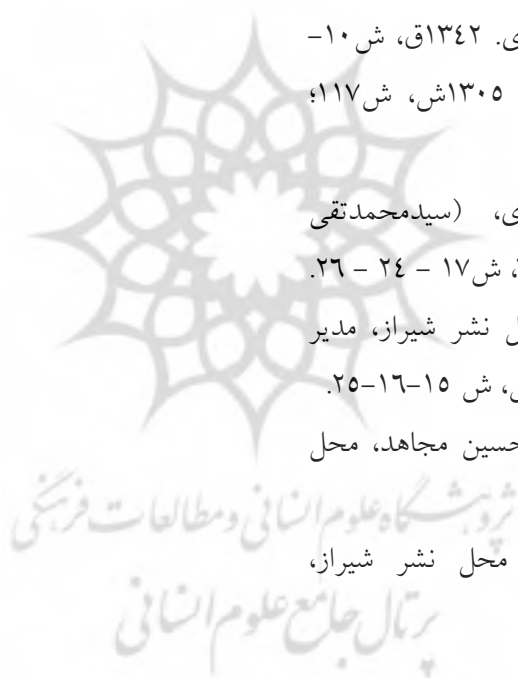 ی. ۱۳٤۲ق، ش۱۰-
۱۳۰۵ش، ش۱۱۷؛
ی، (سیدمحمدتقی
، ش۱۷ - ۲٤ - ۲٦.
ل نشر شیراز، مدیر
ی، ش ۱۵-۱٦-۲۵.
حسین مجاهد، محل
پژوهشگاه علوم انسانی و مطالعات فرهنگی
محل نشر شیراز،
پرتال جامع علوم انسانی